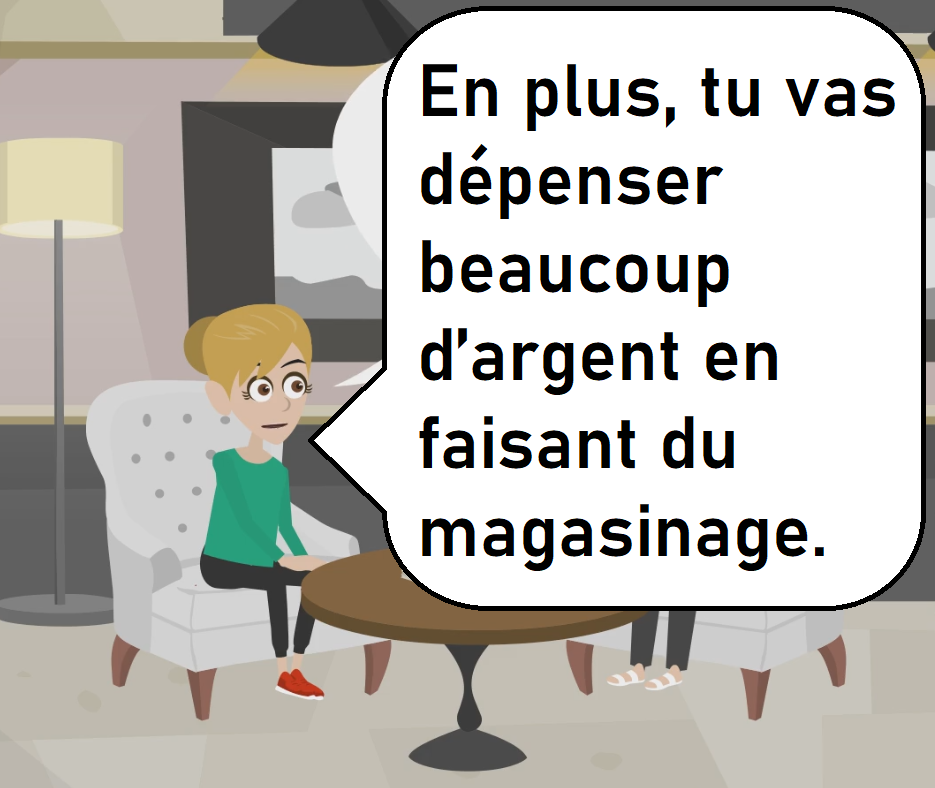 En plus, tu vas
dépenser
beaucoup
d'argent en
faisant du
magasinage.